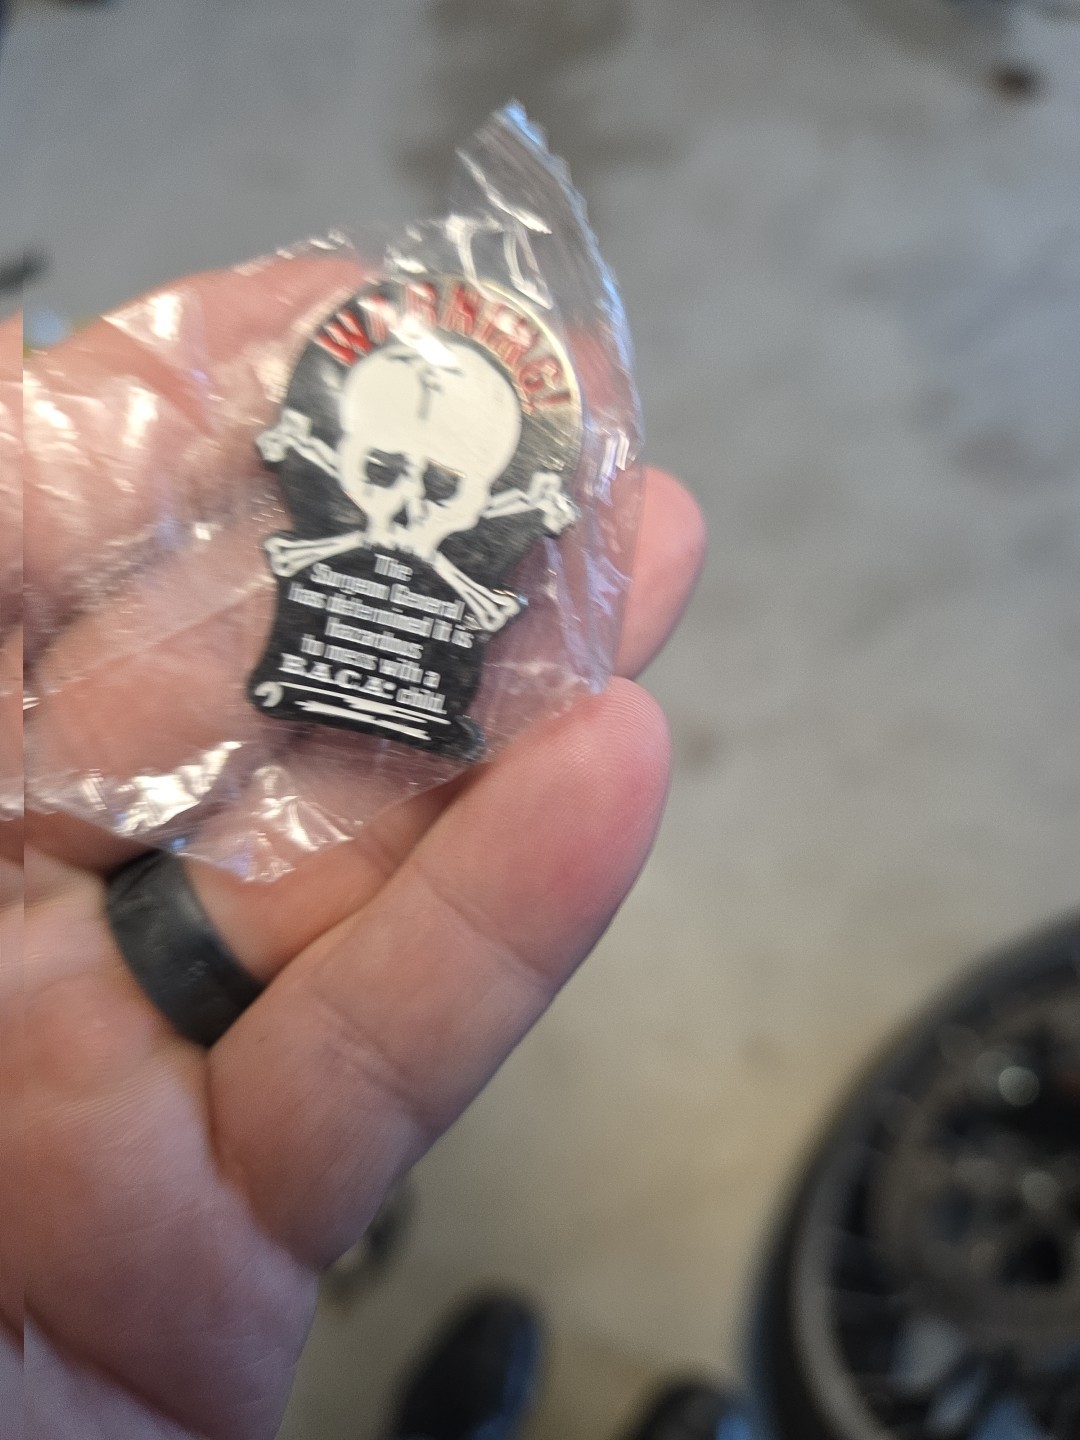 WARNING!
The
Surgeon General
has determined it is
hazardous
to mess with a
B.A.C.A. child.